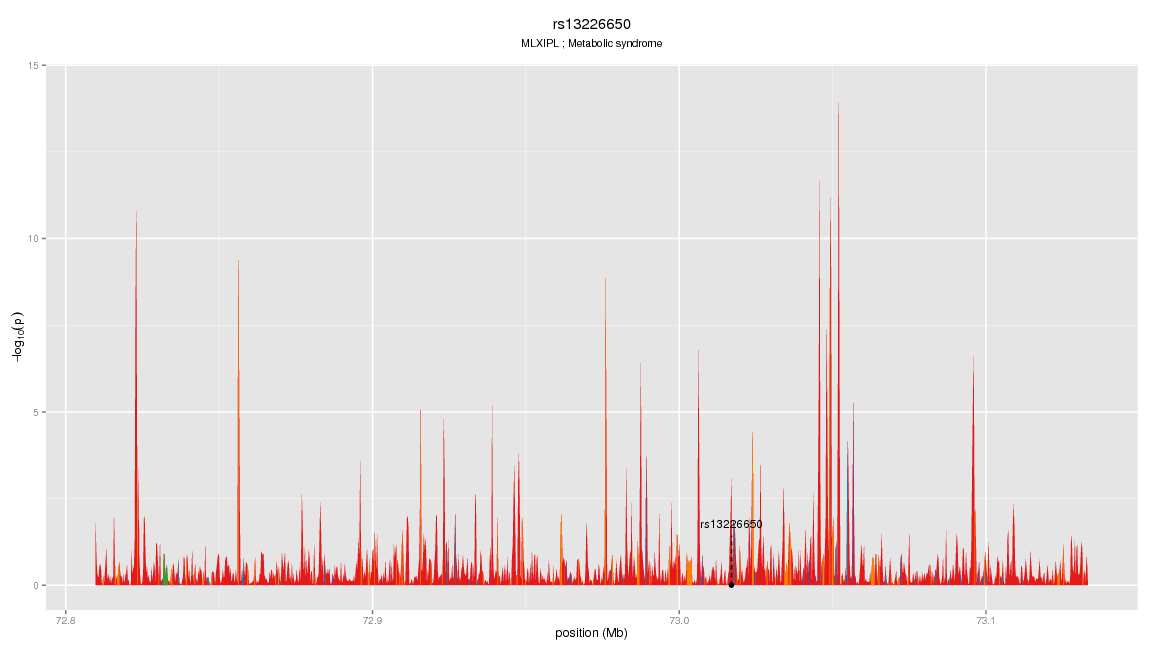 rs13226650
MLXIPL ; Metabolic syndrome
15
10
5
0
−log10(p)
rs13226650
72.8
72.9
73.0
73.1
position (Mb)